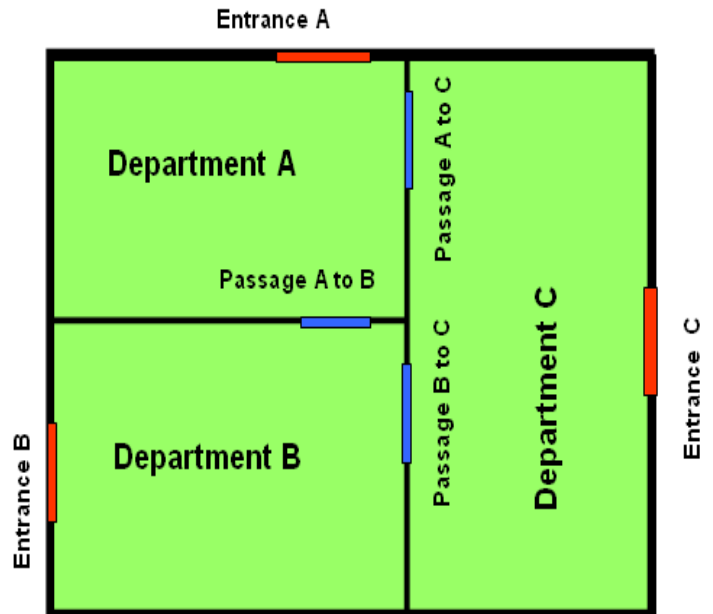 Entrance A
Department A
Passage A to C
Passage A to B
Department C
Entrance C
Passage B to C
Entrance B
Department B